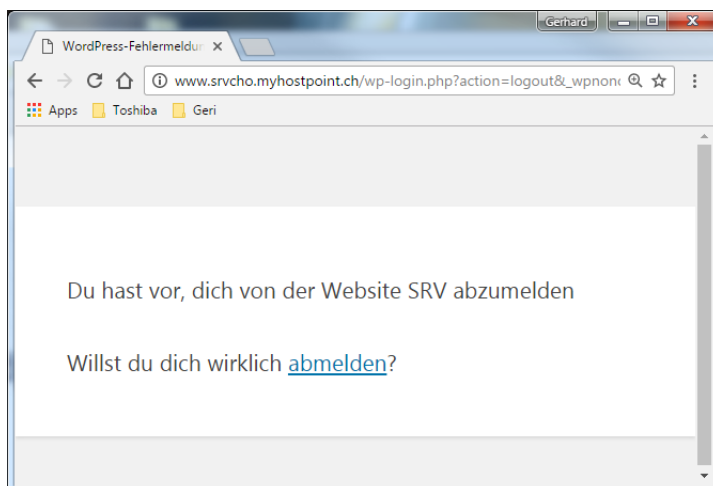 Gerhard
WordPress-Fehlermeldur
www.srvcho.myhostpoint.ch/wp-login.php?action=logout&_wpnon
Apps Toshiba Geri
Du hast vor, dich von der Website SRV abzumelden
Willst du dich wirklich abmelden?